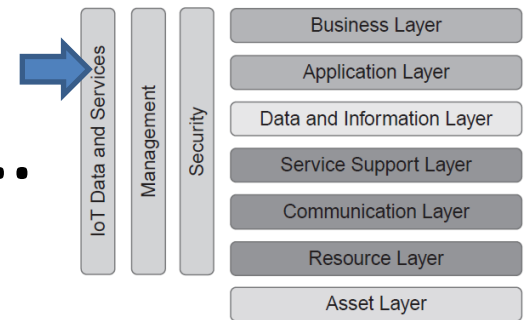 IoT Data and Services
Management
Security
Business Layer
Application Layer
Data and Information Layer
Service Support Layer
Communication Layer
Resource Layer
Asset Layer
..